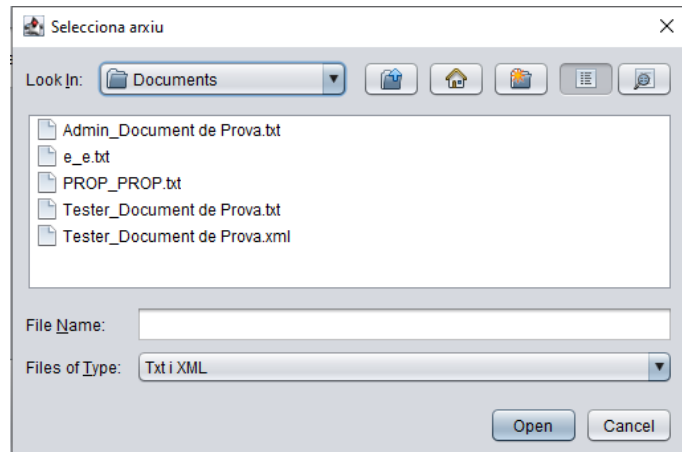 Selecciona arxiu
Look In: Documents
Admin_Document de Prova.txt
e_e.txt
PROP_PROP.txt
Tester_Document de Prova.txt
Tester_Document de Prova.xml
File Name:
Files of Type: Txt i XML
Open Cancel